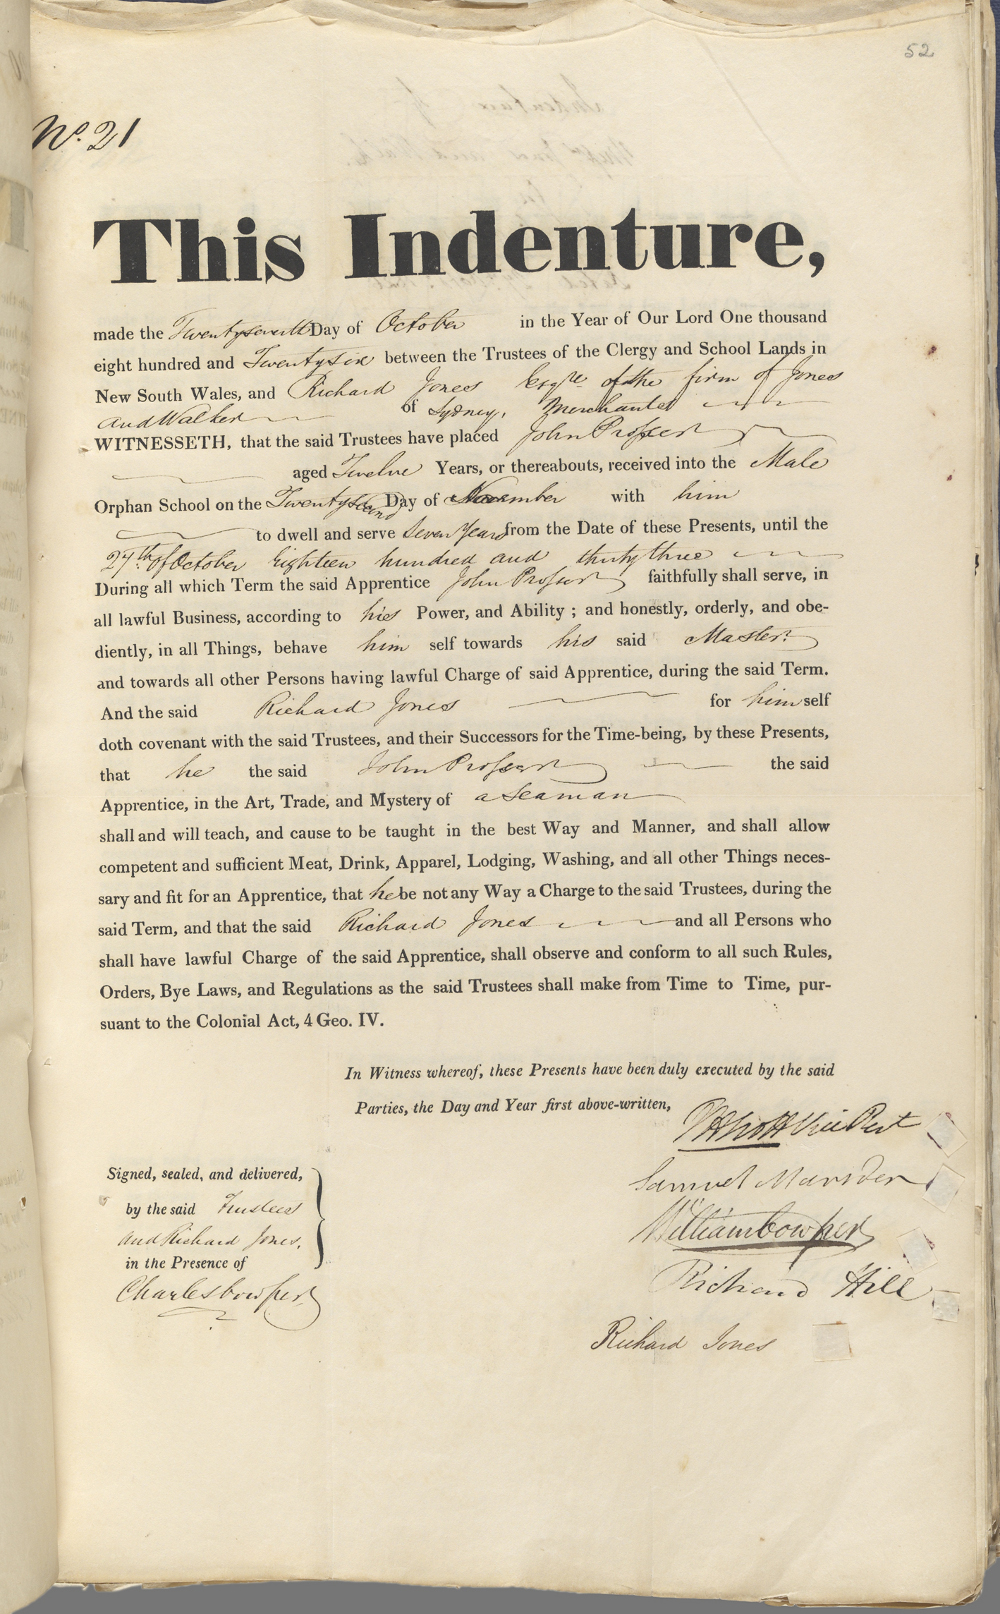 52
No. 21
This Indenture,
made the Twentyseventh Day of October in the Year of Our Lord One thousand
eight hundred and Twentysix between the Trustees of the Clergy and School Lands in
New South Wales, and Richard Jones Esqre of the firm of Jones
and Walker of Sydney, Merchants
WITNESSETH, that the said Trustees have placed John Prosser
aged Twelve Years, or thereabouts, received into the Male
Orphan School on the Twentysecond Day of November with him
to dwell and serve Seven Years from the Date of these Presents, until the
27th of October Eighteen hundred and thirty three
During all which Term the said Apprentice John Prosser faithfully shall serve, in
all lawful Business, according to his Power, and Ability ; and honestly, orderly, and obe-
diently, in all Things, behave him self towards his said Master
and towards all other Persons having lawful Charge of said Apprentice, during the said Term.
And the said Richard Jones for him self
doth covenant with the said Trustees, and their Successors for the Time-being, by these Presents,
that he the said John Prosser the said
Apprentice, in the Art, Trade, and Mystery of a Seaman
shall and will teach, and cause to be taught in the best Way and Manner, and shall allow
competent and sufficient Meat, Drink, Apparel, Lodging, Washing, and all other Things neces-
sary and fit for an Apprentice, that he be not any Way a Charge to the said Trustees, during the
said Term, and that the said Richard Jones and all Persons who
shall have lawful Charge of the said Apprentice, shall observe and conform to all such Rules,
Orders, Bye Laws, and Regulations as the said Trustees shall make from Time to Time, pur-
suant to the Colonial Act, 4 Geo. IV.
In Witness whereof, these Presents have been duly executed by the said
Parties, the Day and Year first above-written,
Vice Pest
Signed, sealed, and delivered,
Samuel Marsden
by the said Trustees
William Cowper
and Richard Jones,
in the Presence of
Richard Hill
Charles Cowper
Richard Jones